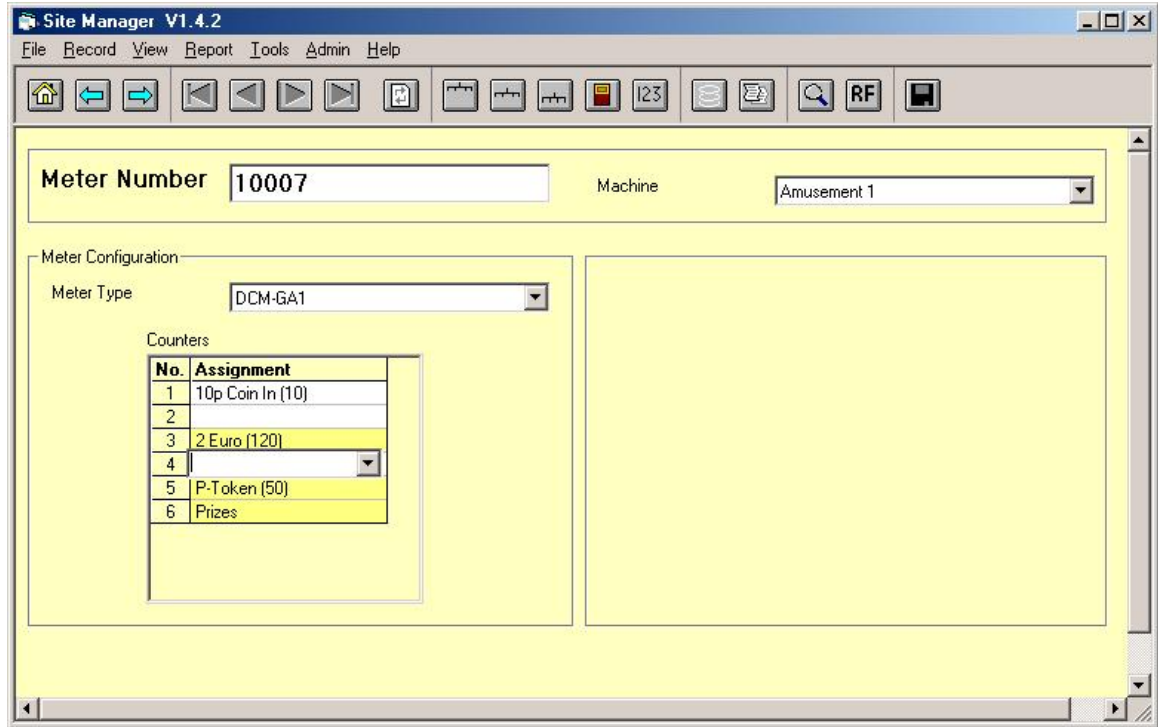 Site Manager V1.4.2
File Record View Report Tools Admin Help
123 RF
Meter Number 10007 Machine Amusement 1
Meter Configuration
Meter Type DCM-GA1
Counters
No. Assignment
1 10p Coin In (10)
2
3 2 Euro (120)
4
5 P-Token (50)
6 Prizes